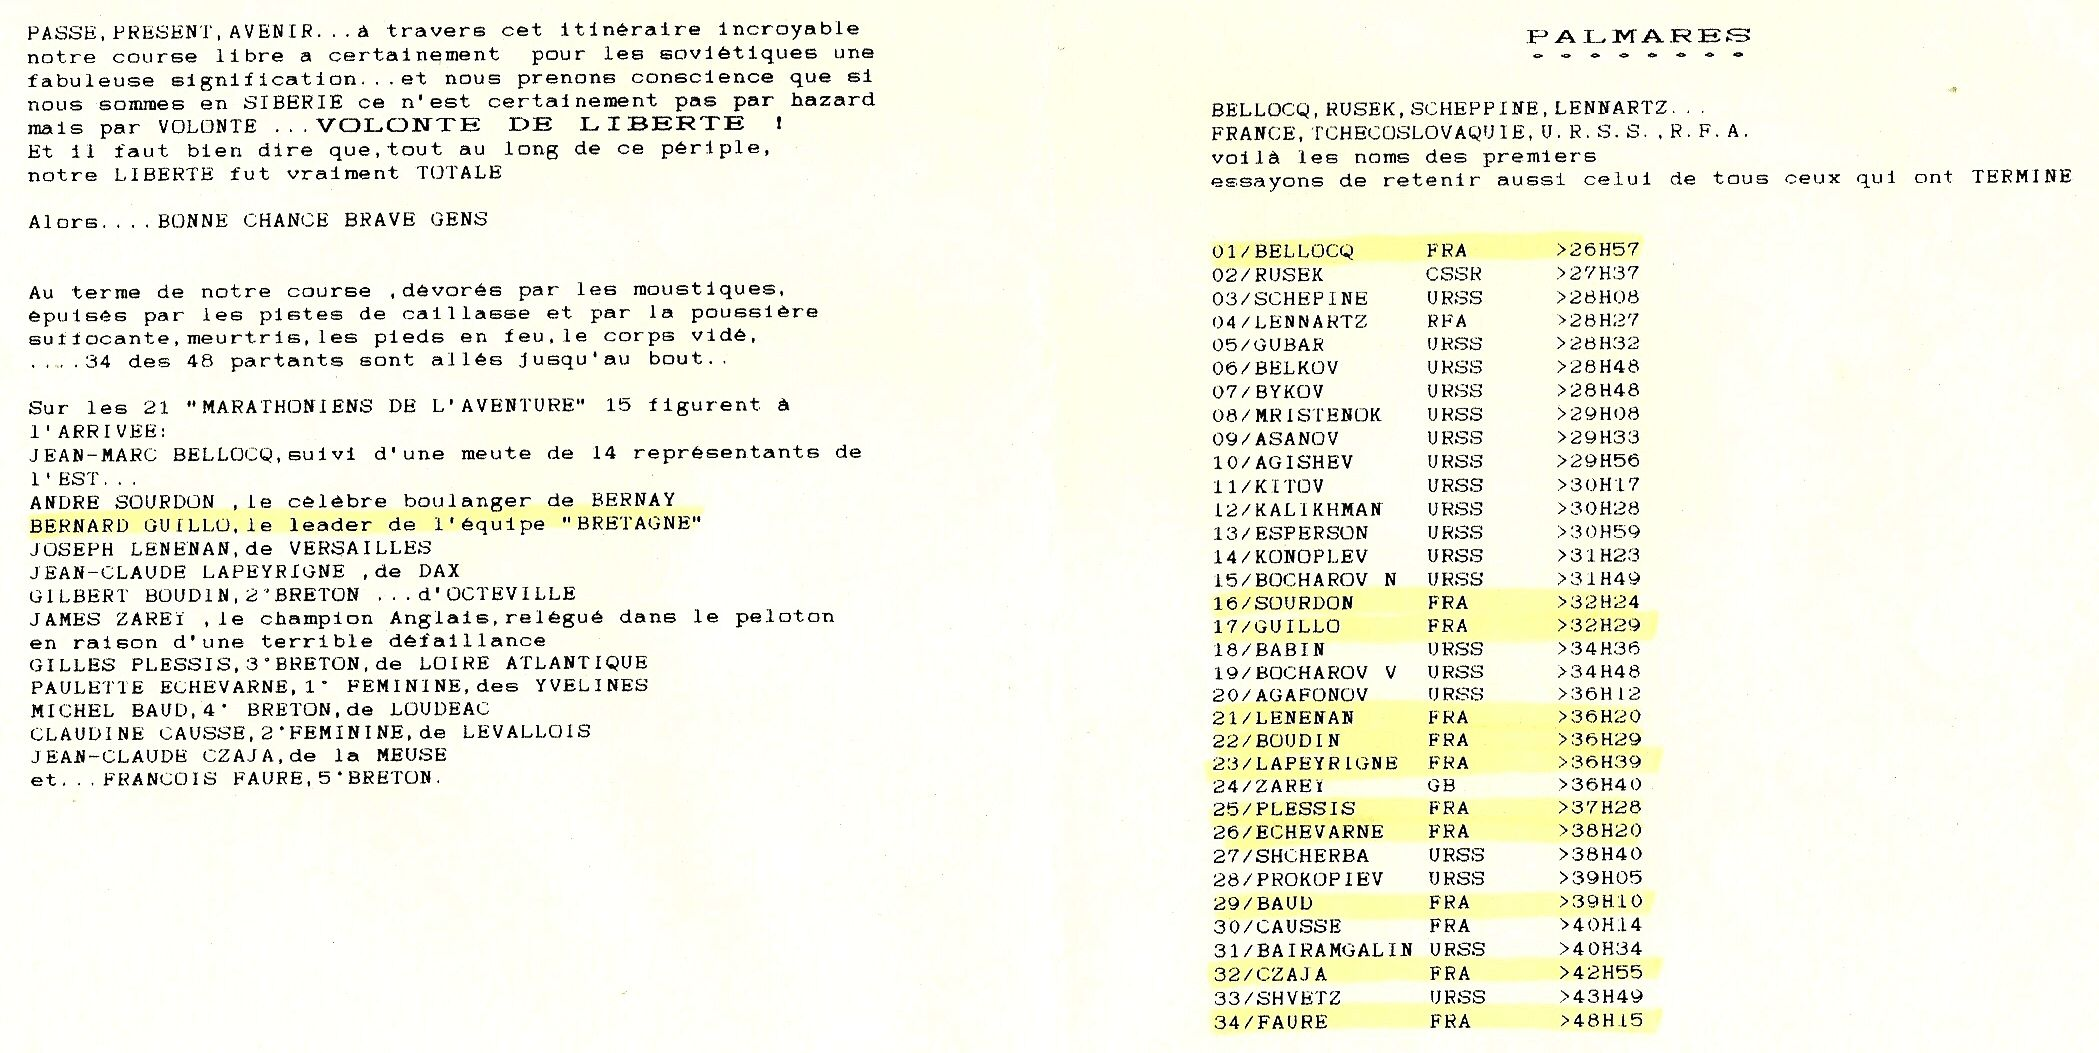 PASSE,PRESENT,AVENIR...à travers cet itinéraire incroyable
notre course libre a certainement pour les soviétiques une
fabuleuse signification...et nous prenons conscience que si
nous sommes en SIBERIE ce n'est certainement pas par hazard
mais par VOLONTE ...VOLONTE DE LIBERTE !
Et il faut bien dire que,tout au long de ce périple,
notre LIBERTE fut vraiment TOTALE
Alors....BONNE CHANCE BRAVE GENS
Au terme de notre course ,dévorés par les moustiques,
épuisés par les pistes de caillasse et par la poussière
suffocante,meurtris,les pieds en feu,le corps vidé,
.....34 des 48 partants sont allés jusqu'au bout..
Sur les 21 "MARATHONIENS DE L'AVENTURE" 15 figurent à
l'ARRIVEE:
JEAN-MARC BELLOCQ,suivi d'une meute de 14 représentants de
l'EST...
ANDRE SOURDON ,le célèbre boulanger de BERNAY
BERNARD GUILLO,le leader de l'équipe "BRETAGNE"
JOSEPH LENENAN,de VERSAILLES
JEAN-CLAUDE LAPEYRIGNE ,de DAX
GILBERT BOUDIN,2°BRETON ...d'OCTEVILLE
JAMES ZAREÏ ,le champion Anglais,relégué dans le peloton
en raison d'une terrible défaillance
GILLES PLESSIS,3°BRETON,de LOIRE ATLANTIQUE
PAULETTE ECHEVARNE,1° FEMININE,des YVELINES
MICHEL BAUD,4° BRETON,de LOUDEAC
CLAUDINE CAUSSE,2°FEMININE,de LEVALLOIS
JEAN-CLAUDE CZAJA,de la MEUSE
et...FRANCOIS FAURE,5°BRETON.
PALMARES
BELLOCQ,RUSEK,SCHEPPINE,LENNARTZ...
FRANCE,TCHECOSLOVAQUIE,U.R.S.S.,R.F.A.
voilà les noms des premiers
essayons de retenir aussi celui de tous ceux qui ont TERMINE
01/BELLOCQ FRA >26H57
02/RUSEK CSSR >27H37
03/SCHEPINE URSS >28H08
04/LENNARTZ RFA >28H27
05/GUBAR URSS >28H32
06/BELKOV URSS >28H48
07/BYKOV URSS >28H48
08/MRISTENOK URSS >29H08
09/ASANOV URSS >29H33
10/AGISHEV URSS >29H56
11/KITOV URSS >30H17
12/KALIKHMAN URSS >30H28
13/ESPERSON URSS >30H59
14/KONOPLEV URSS >31H23
15/BOCHAROV N URSS >31H49
16/SOURDON FRA >32H24
17/GUILLO FRA >32H29
18/BABIN URSS >34H36
19/BOCHAROV V URSS >34H48
20/AGAFONOV URSS >36H12
21/LENENAN FRA >36H20
22/BOUDIN FRA >36H29
23/LAPEYRIGNE FRA >36H39
24/ZAREÏ GB >36H40
25/PLESSIS FRA >37H28
26/ECHEVARNE FRA >38H20
27/SHCHERBA URSS >38H40
28/PROKOPIEV URSS >39H05
29/BAUD FRA >39H10
30/CAUSSE FRA >40H14
31/BAIRAMGALIN URSS >40H34
32/CZAJA FRA >42H55
33/SHVETZ URSS >43H49
34/FAURE FRA >48H15